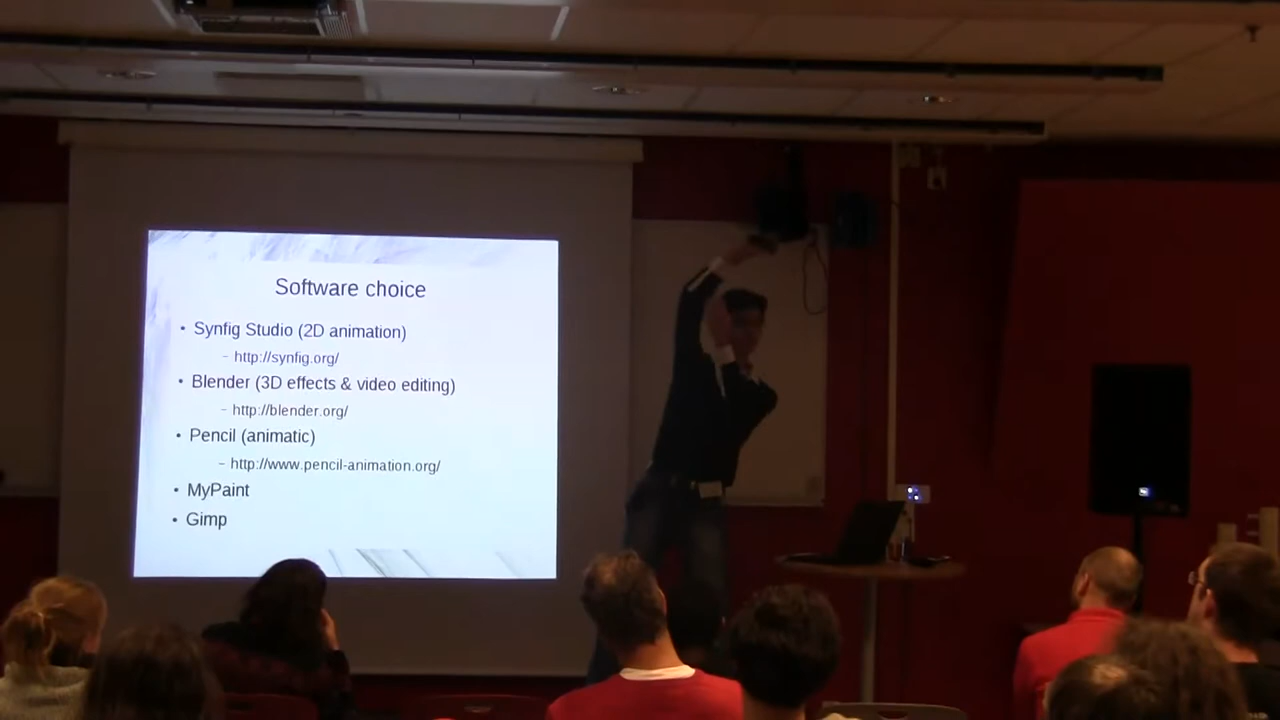 Software choice
• Synfig Studio (2D animation)
– http://synfig.org/
• Blender (3D effects & video editing)
– http://blender.org/
• Pencil (animatic)
– http://www.pencil-animation.org/
• MyPaint
• Gimp